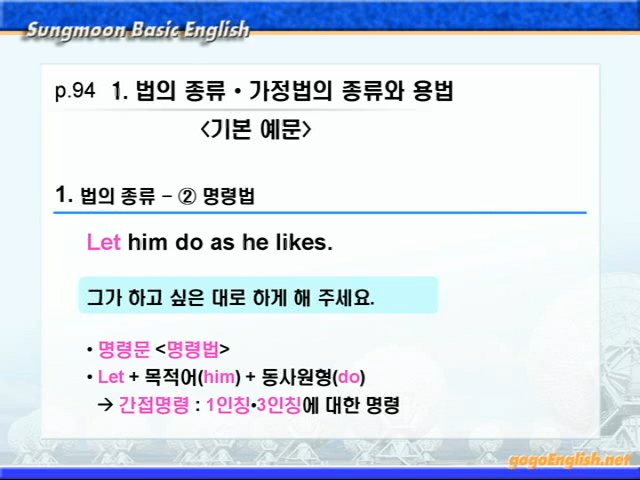 Sungmoon Basic English
p.94 1. 법의 종류 • 가정법의 종류와 용법
<기본 예문>
1. 법의 종류 – ② 명령법
Let him do as he likes.
그가 하고 싶은 대로 하게 해 주세요.
• 명령문 <명령법>
• Let + 목적어(him) + 동사원형(do)
→ 간접명령 : 1인칭•3인칭에 대한 명령
gogoEnglish.net